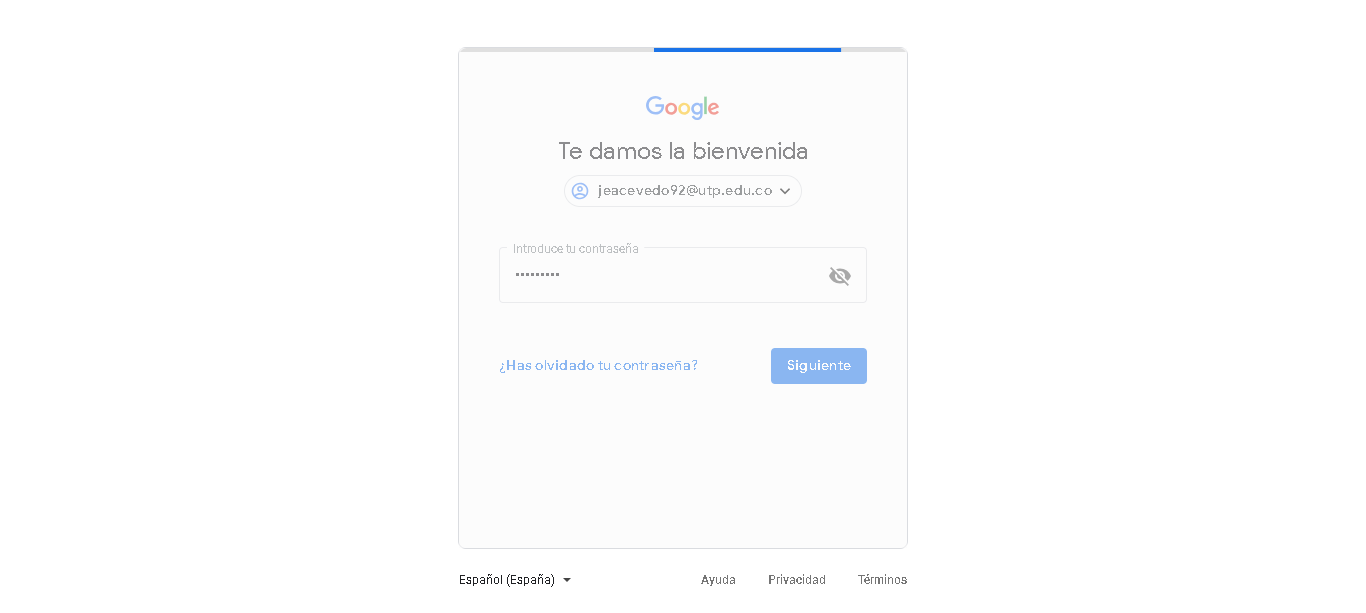 Google
Te damos la bienvenida
jeacevedo92@utp.edu.co
Introduce tu contraseña
•••••••••
¿Has olvidado tu contraseña?
Siguiente
Español (España)
Ayuda
Privacidad
Términos